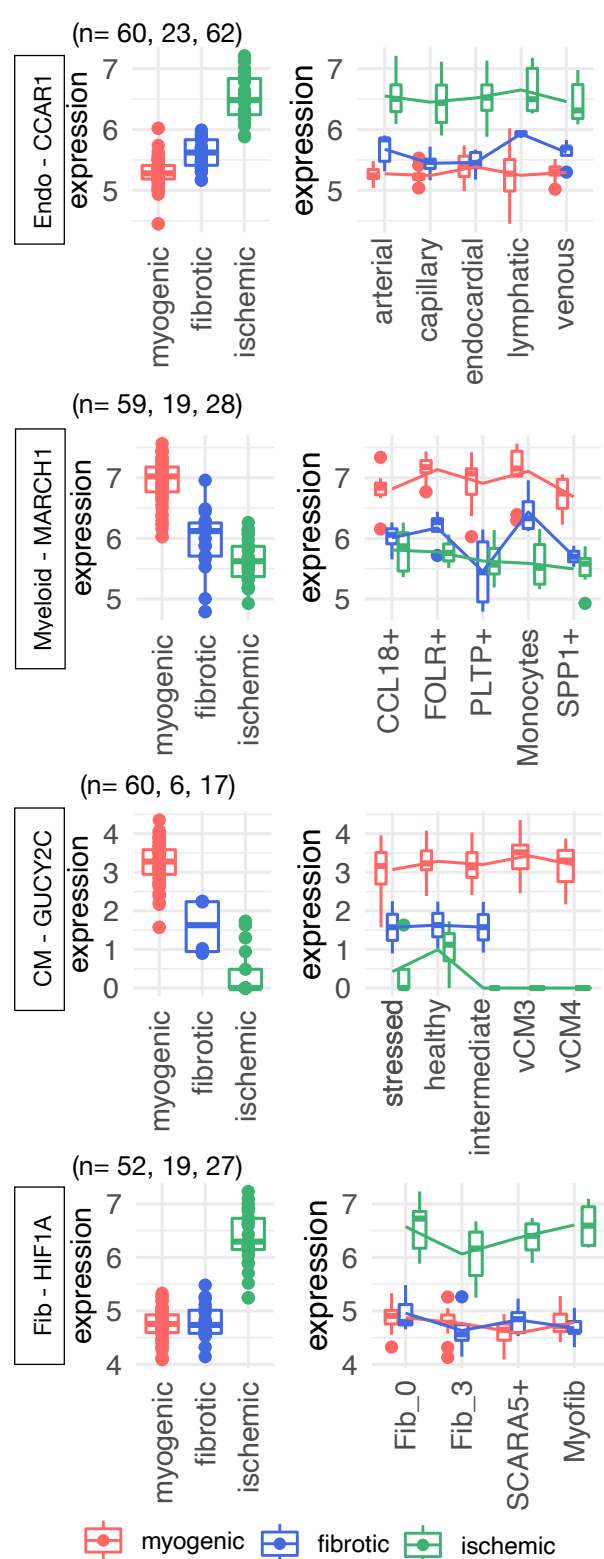 (n= 60, 23, 62)
Endo - CCAR1
expression
7
6
5
myogenic
fibrotic
ischemic
expression
7
6
5
arterial
capillary
endocardial
lymphatic
venous
(n= 59, 19, 28)
Myeloid - MARCH1
expression
7
6
5
myogenic
fibrotic
ischemic
expression
7
6
5
CCL18+
FOLR+
PLTP+
Monocytes
SPP1+
(n= 60, 6, 17)
CM - GUCY2C
expression
4
3
2
1
0
myogenic
fibrotic
ischemic
expression
4
3
2
1
0
stressed
healthy
intermediate
vCM3
vCM4
(n= 52, 19, 27)
Fib - HIF1A
expression
7
6
5
4
myogenic
fibrotic
ischemic
expression
7
6
5
4
Fib_0
Fib_3
SCARA5+
Myofib
myogenic fibrotic ischemic